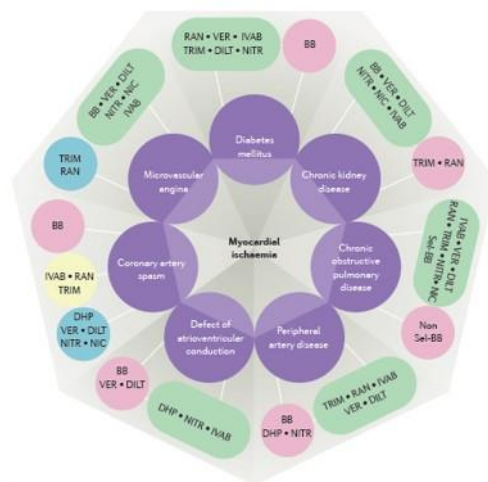 RAN • VER • IVAB
TRIM • DILT • NITR
BB
Diabetes
mellitus
BB • VER • DILT
NITR • NIC • IVAB
TRIM • RAN
Chronic kidney
disease
IVAB • VER • DILT
RAN • TRIM • NITR • NIC
Sel-BB
Non
Sel-BB
Chronic
obstructive
pulmonary
disease
TRIM • RAN • IVAB
VER • DILT
BB
DHP • NITR
Peripheral
artery disease
DHP • NITR • IVAB
BB
VER • DILT
Defect of
atrioventricular
conduction
DHP
VER • DILT
NITR • NIC
IVAB • RAN
TRIM
BB
Coronary artery
spasm
TRIM
RAN
BB • VER • DILT
NITR • NIC
IVAB
Microvascular
angina
Myocardiel
ischaemia